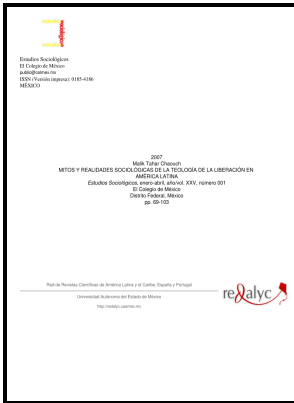 Estudios Sociológicos
Estudios Sociológicos
El Colegio de México
public@colmex.mx
ISSN (Versión impresa): 0185-4186
MÉXICO
2007
Malik Tahar Chaouch
MITOS Y REALIDADES SOCIOLÓGICAS DE LA TEOLOGÍA DE LA LIBERACIÓN EN
AMÉRICA LATINA
Estudios Sociológicos, enero-abril, año/vol. XXV, número 001
El Colegio de México
Distrito Federal, México
pp. 69-103
Red de Revistas Científicas de América Latina y el Caribe, España y Portugal
Universidad Autónoma del Estado de México
http://redalyc.uaemex.mx
redalyc